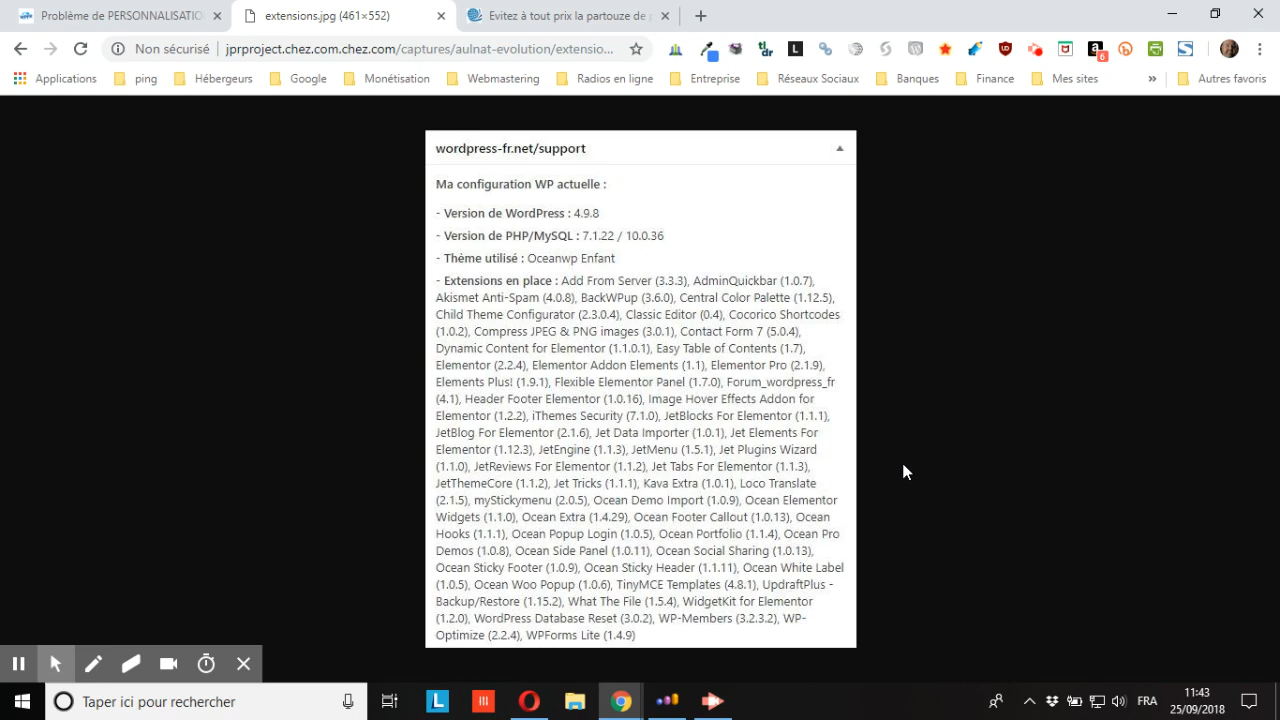 Problème de PERSONNALISATIO
extensions.jpg (461×552)
Evitez à tout prix la partouze de
Non sécurisé
jprproject.chez.com.chez.com/captures/aulnat-evolution/extensio...
tl;dr
L
6
Applications
ping
Hébergeurs
Google
Monétisation
Webmastering
Radios en ligne
Entreprise
Réseaux Sociaux
Banques
Finance
Mes sites
»
Autres favoris
wordpress-fr.net/support
Ma configuration WP actuelle :
- Version de WordPress : 4.9.8
- Version de PHP/MySQL : 7.1.22 / 10.0.36
- Thème utilisé : Oceanwp Enfant
- Extensions en place : Add From Server (3.3.3), AdminQuickbar (1.0.7),
Akismet Anti-Spam (4.0.8), BackWPup (3.6.0), Central Color Palette (1.12.5),
Child Theme Configurator (2.3.0.4), Classic Editor (0.4), Cocorico Shortcodes
(1.0.2), Compress JPEG & PNG images (3.0.1), Contact Form 7 (5.0.4),
Dynamic Content for Elementor (1.1.0.1), Easy Table of Contents (1.7),
Elementor (2.2.4), Elementor Addon Elements (1.1), Elementor Pro (2.1.9),
Elements Plus! (1.9.1), Flexible Elementor Panel (1.7.0), Forum_wordpress_fr
(4.1), Header Footer Elementor (1.0.16), Image Hover Effects Addon for
Elementor (1.2.2), iThemes Security (7.1.0), JetBlocks For Elementor (1.1.1),
JetBlog For Elementor (2.1.6), Jet Data Importer (1.0.1), Jet Elements For
Elementor (1.12.3), JetEngine (1.1.3), JetMenu (1.5.1), Jet Plugins Wizard
(1.1.0), JetReviews For Elementor (1.1.2), Jet Tabs For Elementor (1.1.3),
JetThemeCore (1.1.2), Jet Tricks (1.1.1), Kava Extra (1.0.1), Loco Translate
(2.1.5), myStickymenu (2.0.5), Ocean Demo Import (1.0.9), Ocean Elementor
Widgets (1.1.0), Ocean Extra (1.4.29), Ocean Footer Callout (1.0.13), Ocean
Hooks (1.1.1), Ocean Popup Login (1.0.5), Ocean Portfolio (1.1.4), Ocean Pro
Demos (1.0.8), Ocean Side Panel (1.0.11), Ocean Social Sharing (1.0.13),
Ocean Sticky Footer (1.0.9), Ocean Sticky Header (1.1.11), Ocean White Label
(1.0.5), Ocean Woo Popup (1.0.6), TinyMCE Templates (4.8.1), UpdraftPlus -
Backup/Restore (1.15.2), What The File (1.5.4), WidgetKit for Elementor
(1.2.0), WordPress Database Reset (3.0.2), WP-Members (3.2.3.2), WP-
Optimize (2.2.4), WPForms Lite (1.4.9)
Taper ici pour rechercher
L
FRA
11:43
25/09/2018